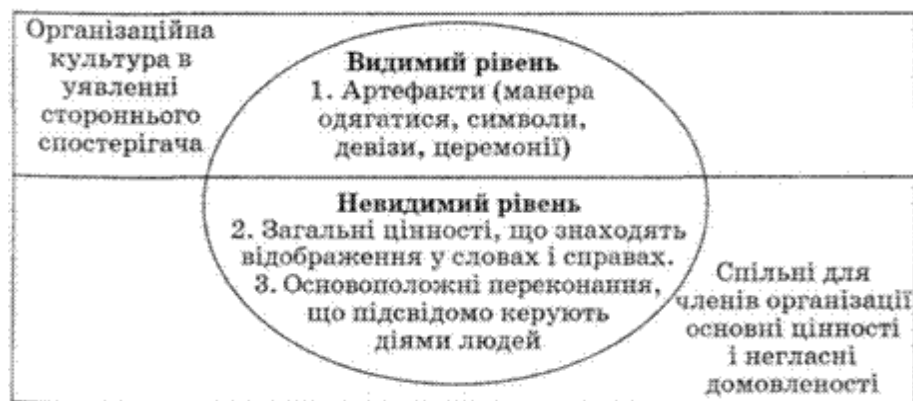 Організаційна
культура в
уявленні
стороннього
спостерігача
Видимий рівень
1. Артефакти (манера
одягатися, символи,
девізи, церемонії)
Невидимий рівень
2. Загальні цінності, що знаходять
відображення у словах і справах.
3. Основоположні переконання,
що підсвідомо керують
діями людей
Спільні для
членів організації
основні цінності
і негласні
домовленості